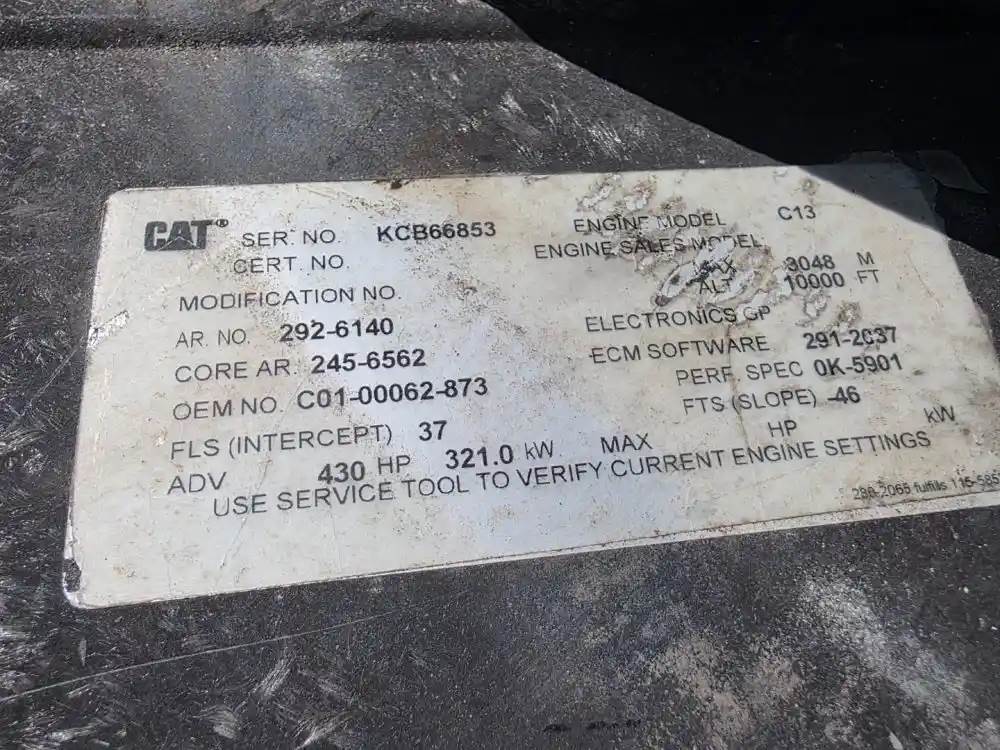 CAT® SER. NO. KCB66853 ENGINE MODEL C13
CERT. NO. ENGINE SALES MODEL
MODIFICATION NO. MAX ALT 3048 M 10000 FT
AR. NO. 292-6140 ELECTRONICS GP
CORE AR. 245-6562 ECM SOFTWARE
OEM NO. C01-00062-873 PERF. SPEC 0K-5901
FLS (INTERCEPT) 37 FTS (SLOPE) -46
ADV 430 HP 321.0 kW MAX HP kW
USE SERVICE TOOL TO VERIFY CURRENT ENGINE SETTINGS
fulfills